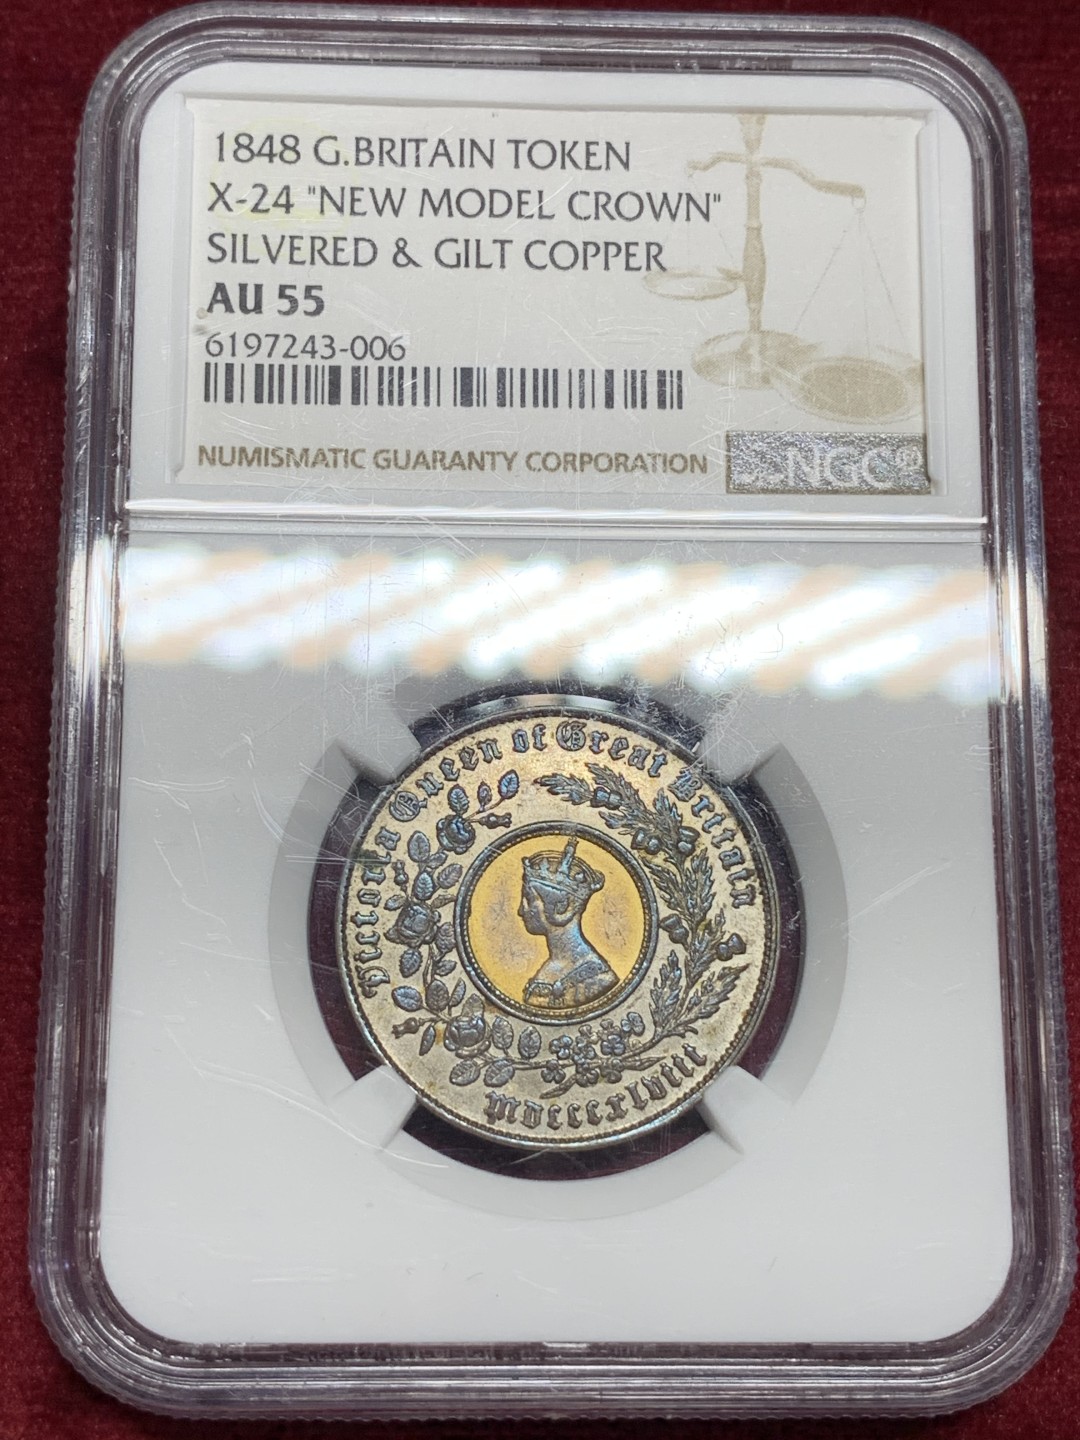 1848 G.BRITAIN TOKEN
X-24 "NEW MODEL CROWN"
SILVERED & GILT COPPER
AU 55
6197243-006
NUMISMATIC GUARANTY CORPORATION
NGC®
Victoria Queen of Great Britain
Mdcccxlviii